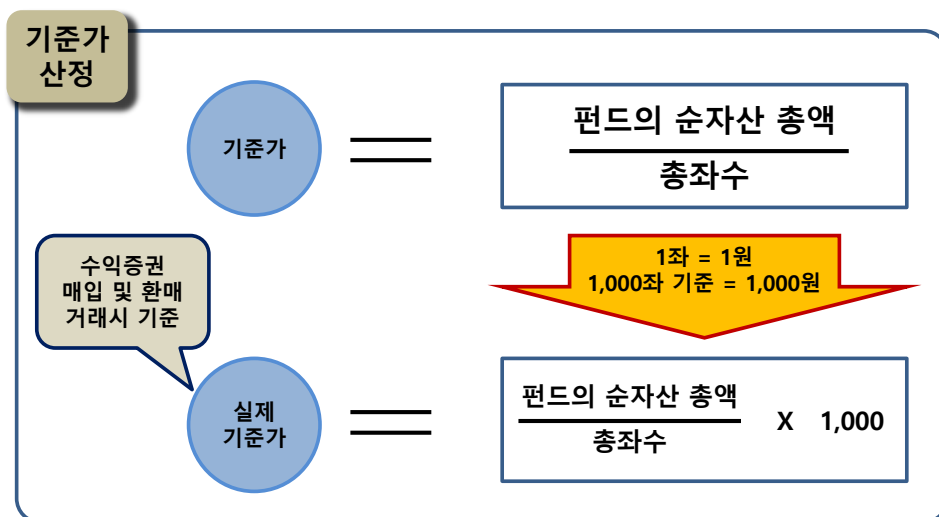 기준가
산정
기준가
펀드의 순자산 총액
총좌수
수익증권
매입 및 환매
거래시 기준
1좌 = 1원
1,000좌 기준 = 1,000원
실제
기준가
펀드의 순자산 총액
총좌수
X 1,000